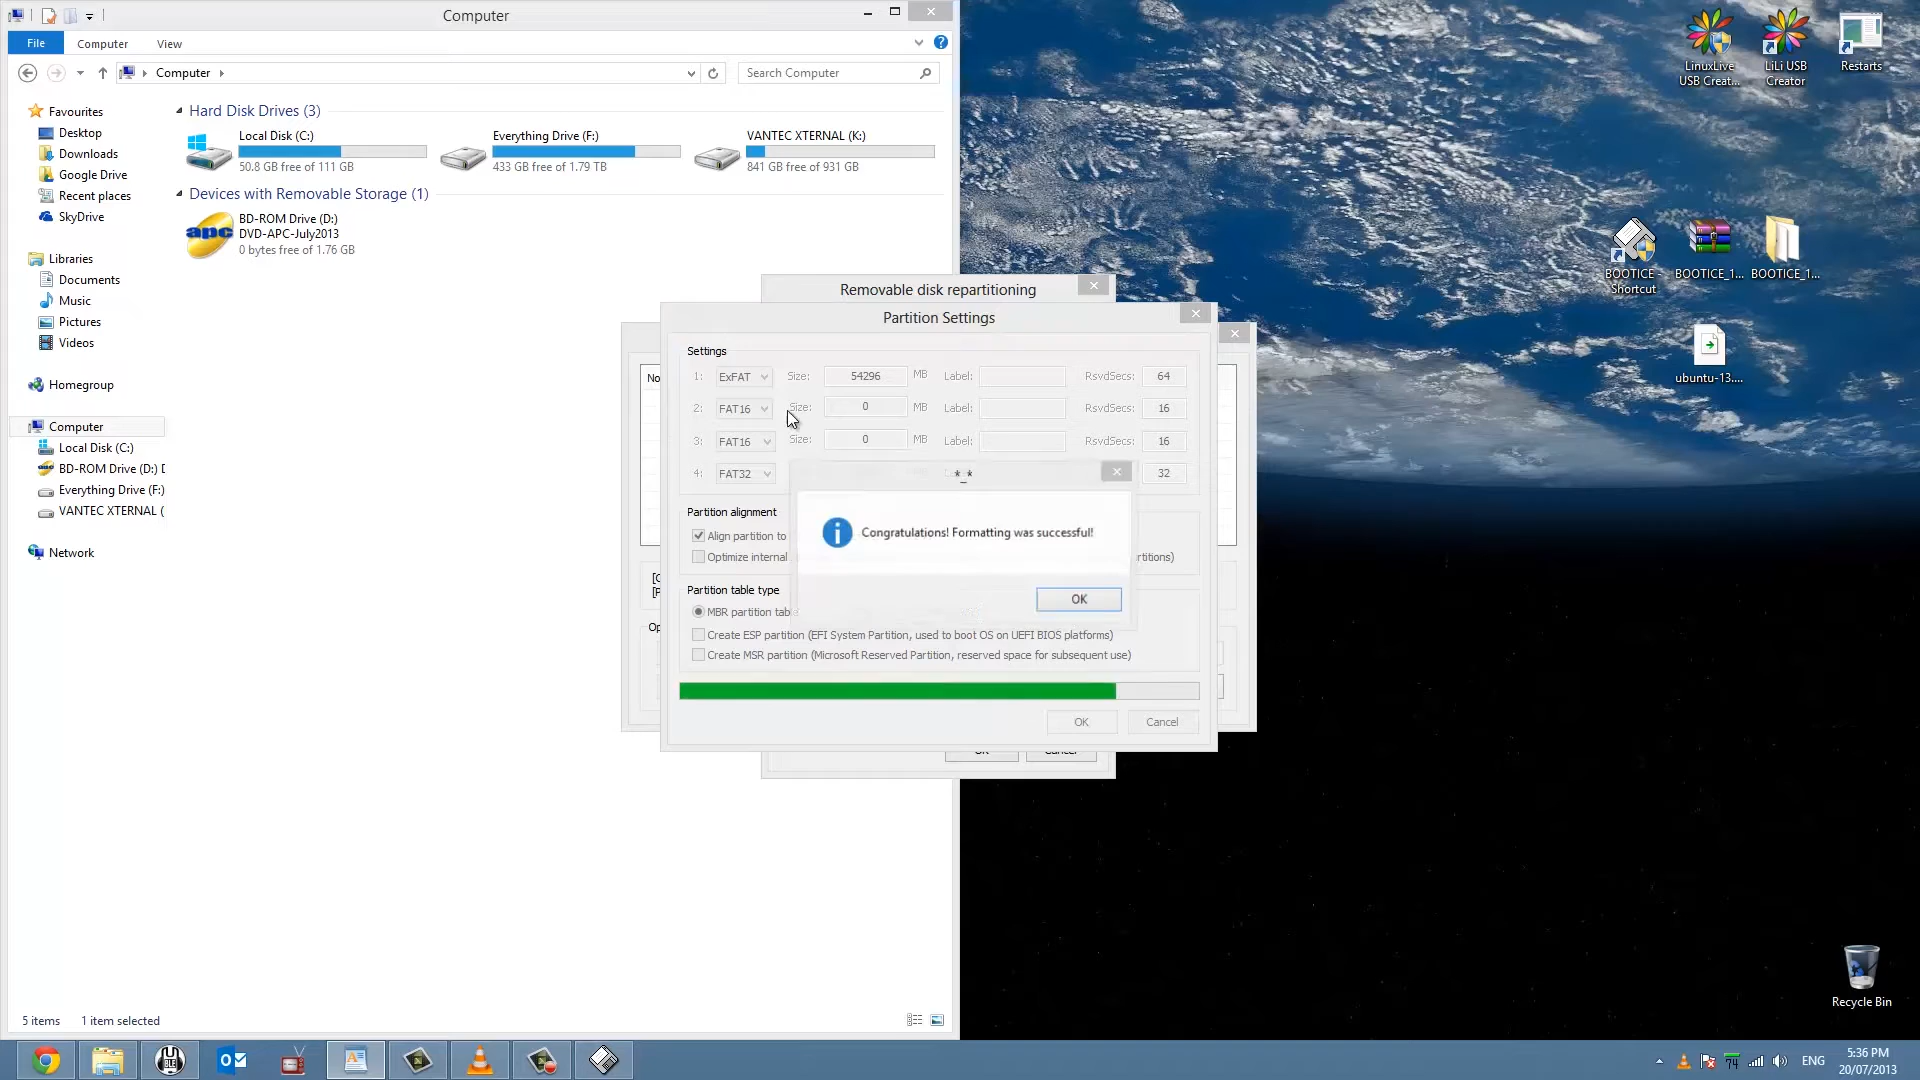 Computer
File
Computer
View
Computer
Search Computer
Favourites
Desktop
Downloads
Google Drive
Recent places
SkyDrive
Libraries
Documents
Music
Pictures
Videos
Homegroup
Computer
Local Disk (C:)
BD-ROM Drive (D:) D
Everything Drive (F:)
VANTEC XTERNAL (
Network
Hard Disk Drives (3)
Local Disk (C:)
50.8 GB free of 111 GB
Everything Drive (F:)
433 GB free of 1.79 TB
VANTEC XTERNAL (K:)
841 GB free of 931 GB
Devices with Removable Storage (1)
apc
BD-ROM Drive (D:)
DVD-APC-July2013
0 bytes free of 1.76 GB
Removable disk repartitioning
Partition Settings
No
Settings
1: ExFAT Size: 54296 MB Label: RsvdSecs: 64
2: FAT16 Size: 0 MB Label: RsvdSecs: 16
3: FAT16 Size: 0 MB Label: RsvdSecs: 16
4: FAT32 32
*_*
Congratulations! Formatting was successful!
OK
Partition alignment
Align partition to
Optimize internal
rtitions)
Partition table type
MBR partition table
Create ESP partition (EFI System Partition, used to boot OS on UEFI BIOS platforms)
Create MSR partition (Microsoft Reserved Partition, reserved space for subsequent use)
OK
Cancel
OK
Cancel
Op
5 items
1 item selected
LinuxLive
USB Creat...
LiLi USB
Creator
Restarts
BOOTICE -
Shortcut
BOOTICE_1...
BOOTICE_1...
ubuntu-13....
Recycle Bin
74
ENG
5:36 PM
20/07/2013